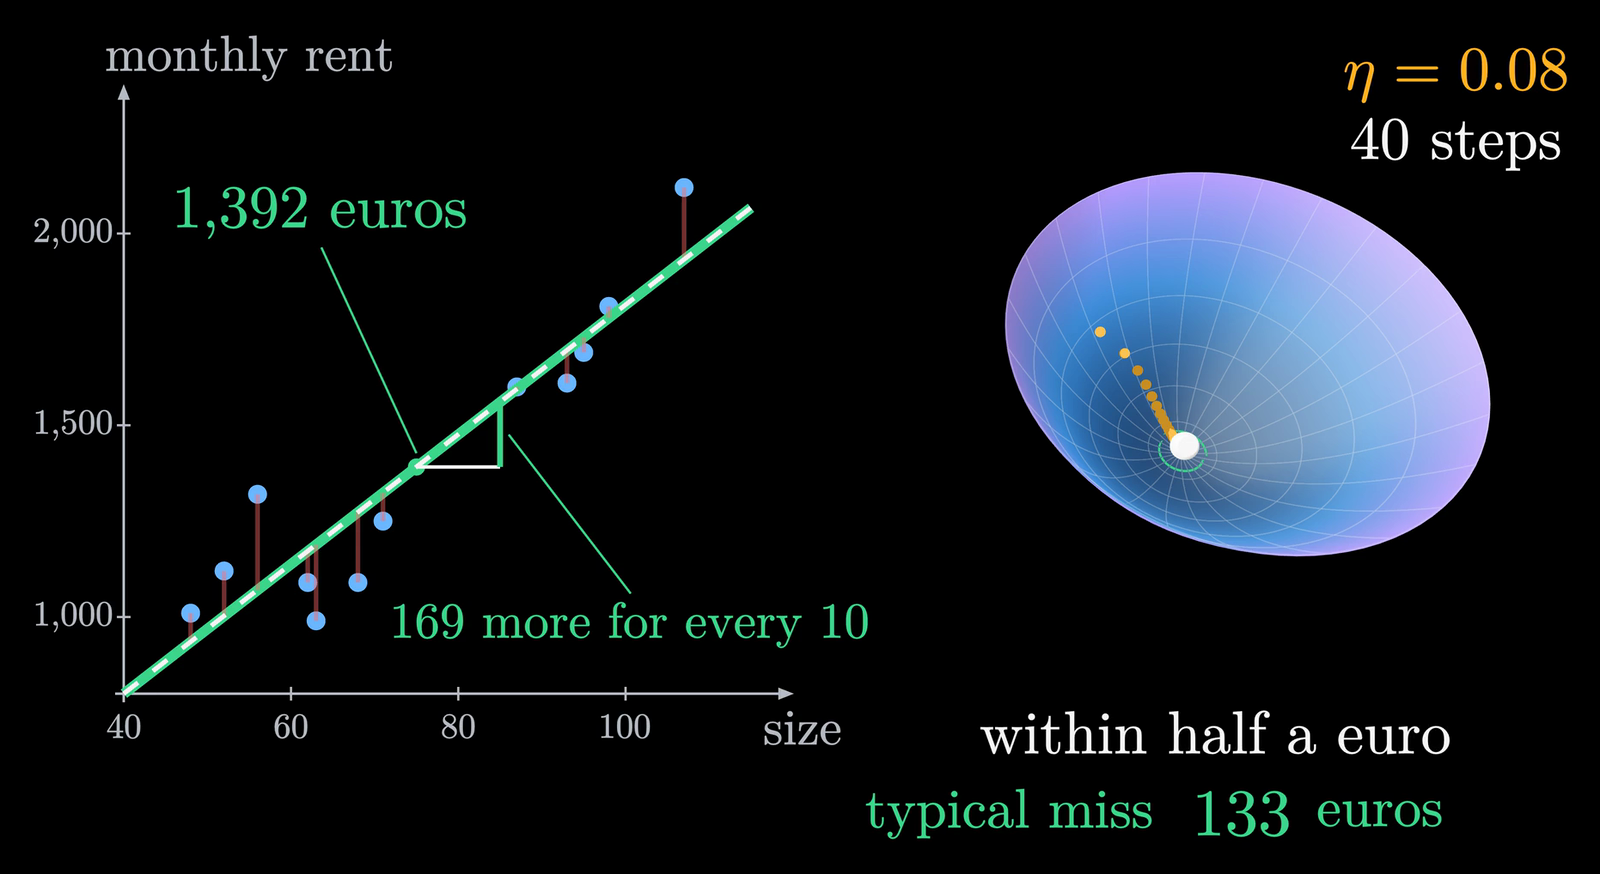 monthly rent
η = 0.08
40 steps
1,392 euros
2,000
1,500
1,000
169 more for every 10
40
60
80
100
size
within half a euro
typical miss 133 euros